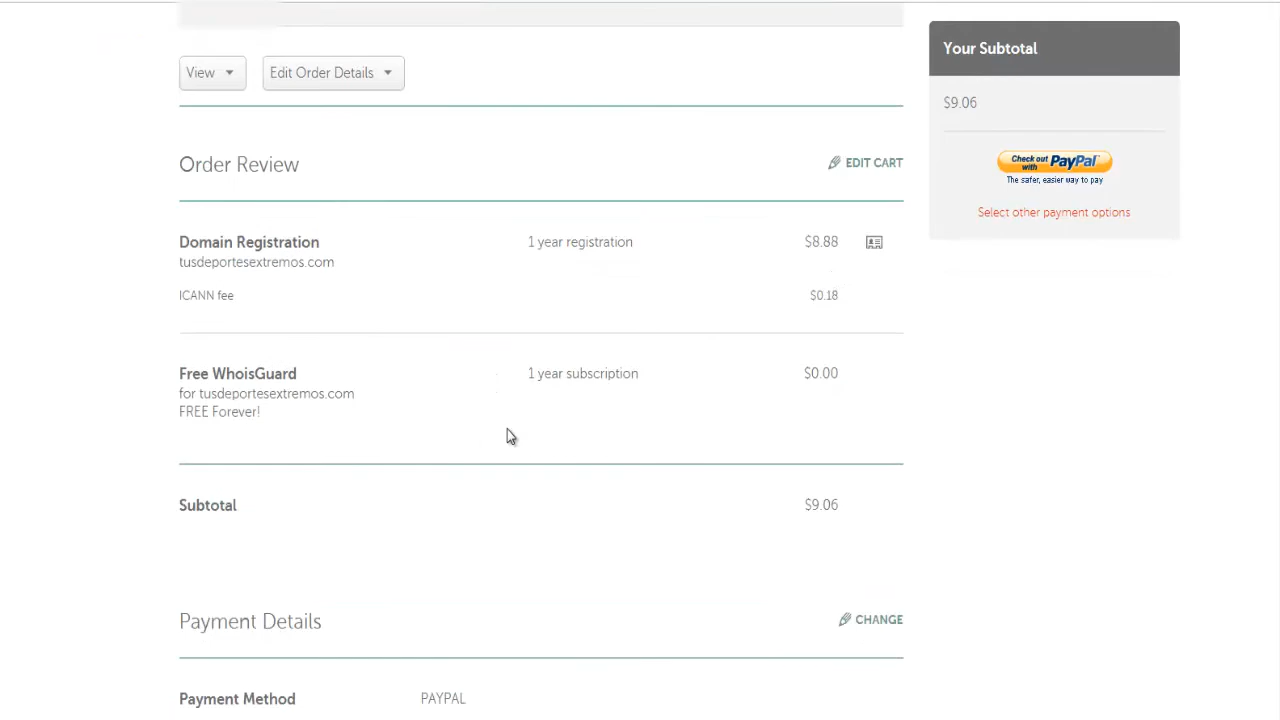 View
Edit Order Details
Your Subtotal
$9.06
Check out with PayPal™
The safer, easier way to pay
Select other payment options
Order Review
EDIT CART
Domain Registration 1 year registration $8.88
tusdeportesextremos.com
ICANN fee $0.18
Free WhoisGuard 1 year subscription $0.00
for tusdeportesextremos.com
FREE Forever!
Subtotal $9.06
Payment Details
CHANGE
Payment Method PAYPAL